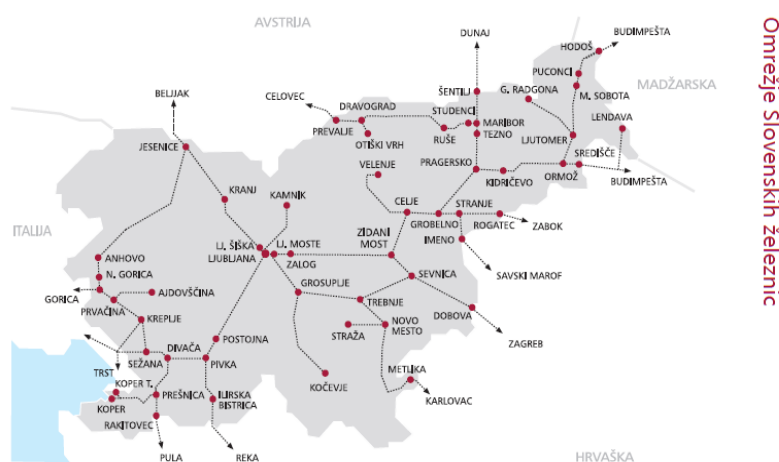 AVSTRIJA
DUNAJ
HODOŠ
BUDIMPEŠTA
PUCONCI
MADŽARSKA
BELJAK
CELOVEC
DRAVOGRAD
ŠENTILJ
G. RADGONA
M. SOBOTA
STUDENCI
LENDAVA
PREVALJE
MARIBOR
JESENICE
OTIŠKI VRH
RUŠE
TEZNO
LJUTOMER
VELENJE
PRAGERSKO
SREDIŠČE
KIDRIČEVO
ORMOŽ
BUDIMPEŠTA
KRANJ
KAMNIK
CELJE
STRANJE
GROBELNO
ROGATEC
ZABOK
ITALIJA
ZIDANI
MOST
IMENO
LJ. ŠIŠKA
LJ. MOSTE
LJUBLJANA
ZALOG
ANHOVO
SEVNICA
SAVSKI MAROF
N. GORICA
GROSUPLJE
GORICA
AJDOVŠČINA
TREBNJE
PRVAČINA
DOBOVA
KREPLJE
STRAŽA
NOVO
MESTO
POSTOJNA
ZAGREB
DIVAČA
SEŽANA
PIVKA
TRST
METLIKA
KOPER T.
KOČEVJE
KOPER
PREŠNICA
ILIRSKA
BISTRICA
KARLOVAC
RAKITOVEC
PULA
REKA
HRVAŠKA
Omrežje Slovenskih železnic